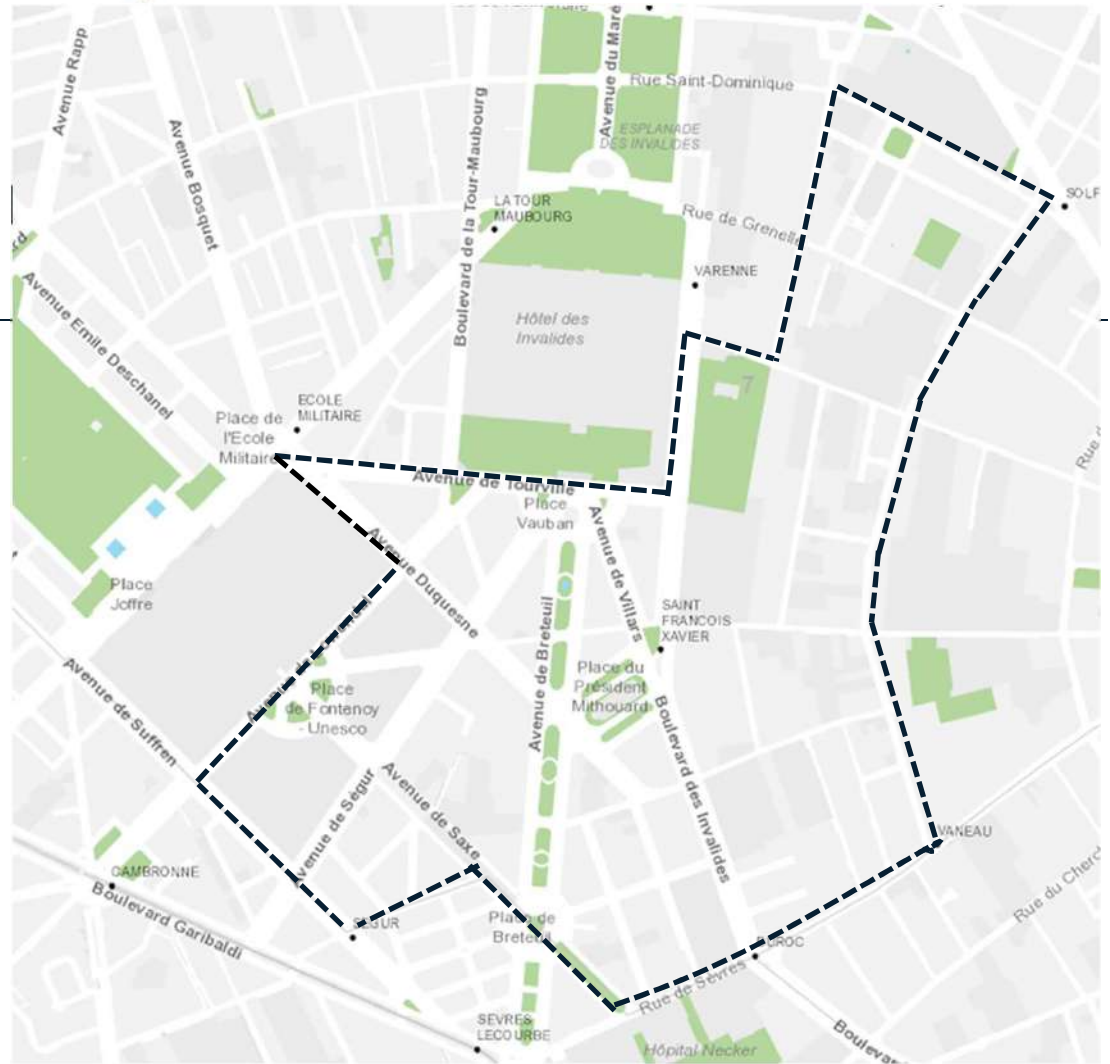 Avenue Rapp
Avenue Bosquet
Boulevard de la Tour-Maubourg
Rue Saint-Dominique
ESPLANADE
DES INVALIDES
LA TOUR
MAUBOURG
Rue de Grenelle
VARENNE
SOLF
Avenue Emile Deschanel
Hôtel des
Invalides
7
ECOLE
MILITAIRE
Place de
l'Ecole
Militaire
Avenue de Tourville
Place
Vauban
Avenue Duquesne
Avenue de Villars
Place
Joffre
SAINT
FRANCOIS
XAVIER
Avenue de Breteuil
Place du
Président
Mithouard
Place
de Fontenoy
- Unesco
Avenue de Suffren
Boulevard des Invalides
Avenue de Ségur
Avenue de Saxe
VANEAU
CAMBRONNE
Boulevard Garibaldi
SEGUR
Place de
Breteuil
DUROC
Rue de Sèvres
Rue du Cherch
SEVRES
LECOURBE
Hôpital Necker